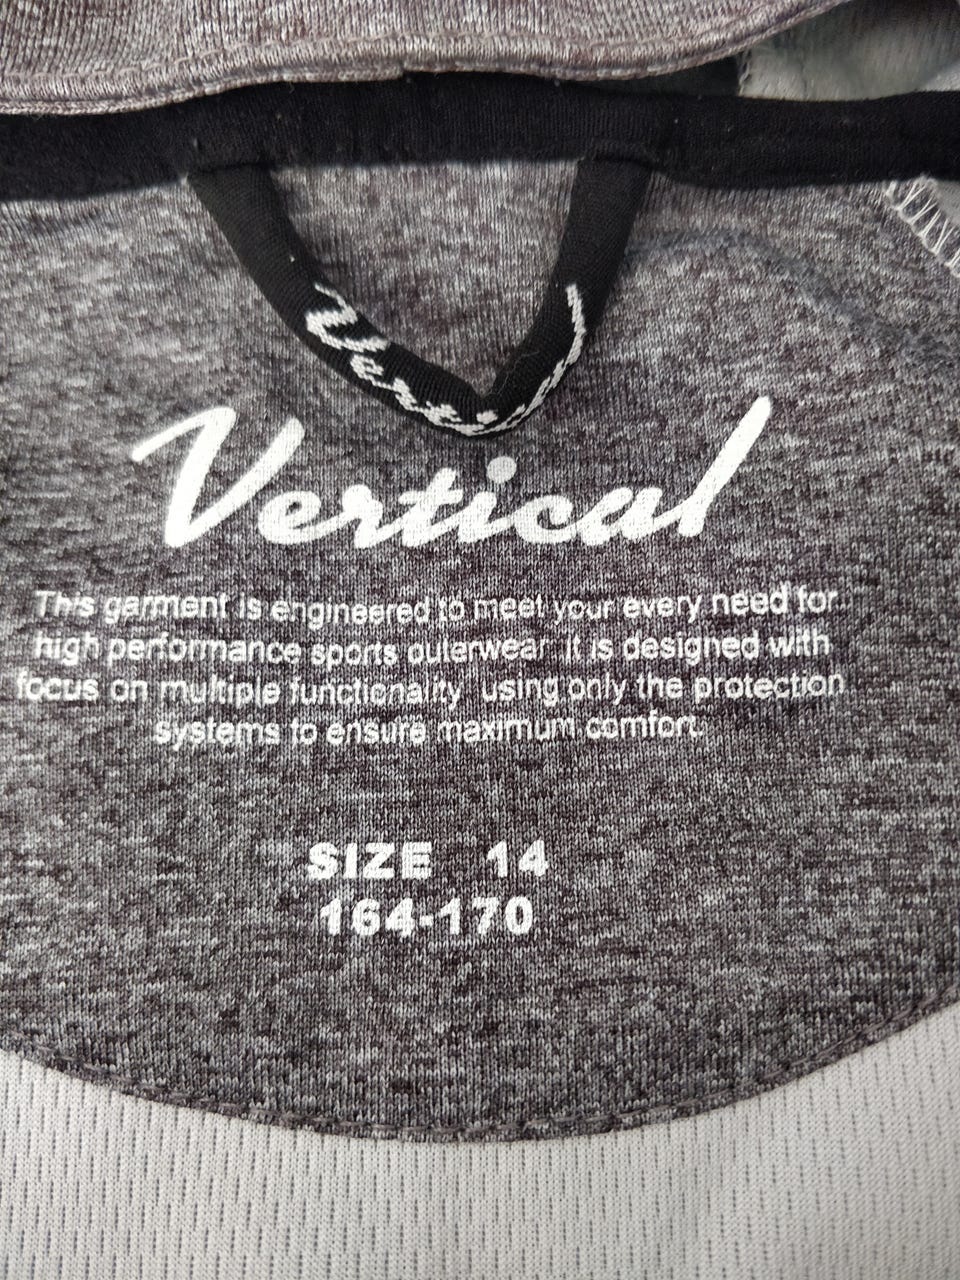 Vertical
Vertical
This garment is engineered to meet your every need for
high performance sports outerwear. It is designed with
focus on multiple functionality, using only the protection
systems to ensure maximum comfort.
SIZE 14
164-170